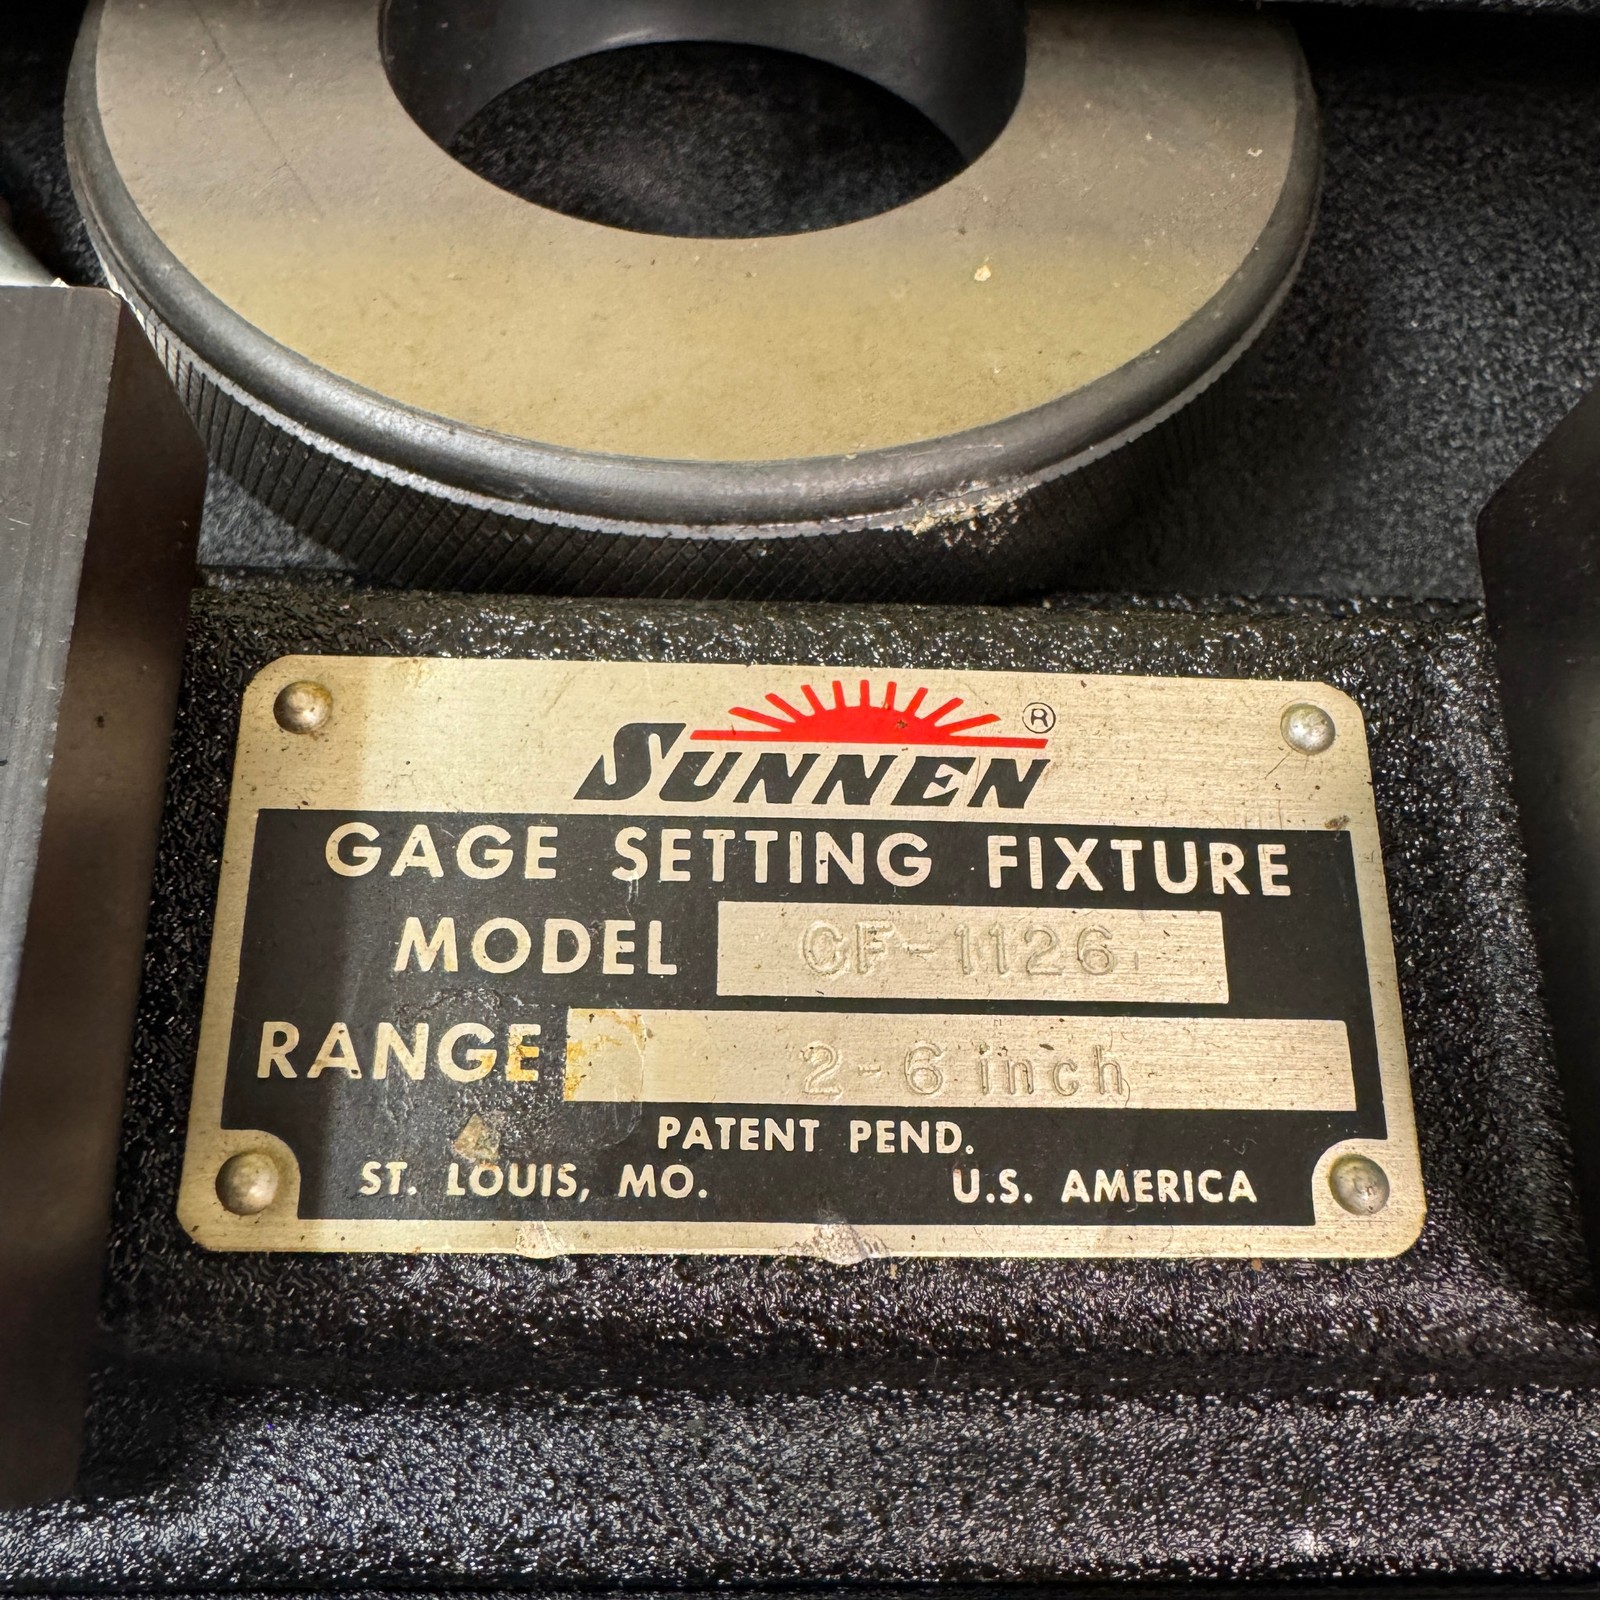 SUNNEN®
GAGE SETTING FIXTURE
MODEL CF-1126
RANGE 2-6 inch
PATENT PEND.
ST. LOUIS, MO. U.S. AMERICA